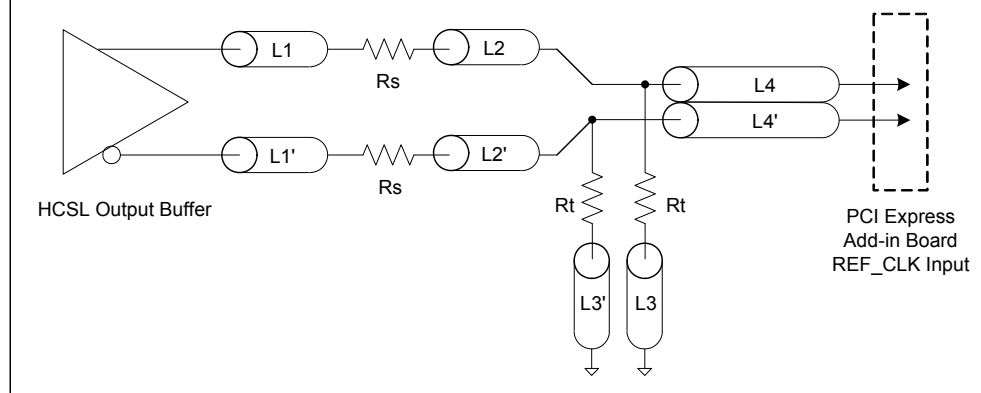 L1
Rs
L2
L4
L4'
L1'
Rs
L2'
HCSL Output Buffer
Rt
Rt
L3'
L3
PCI Express
Add-in Board
REF_CLK Input